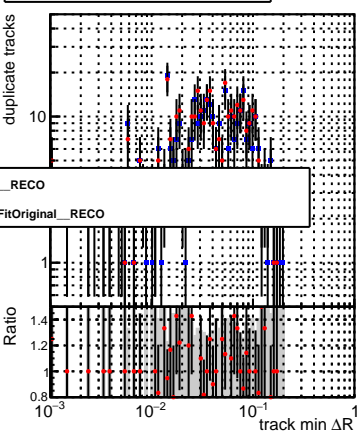 duplicate tracks
10
__RECO
FitOriginal__RECO
1
Ratio
1.4
1.2
1
0.8
10−3 10−2 10−1 1
track min ΔR